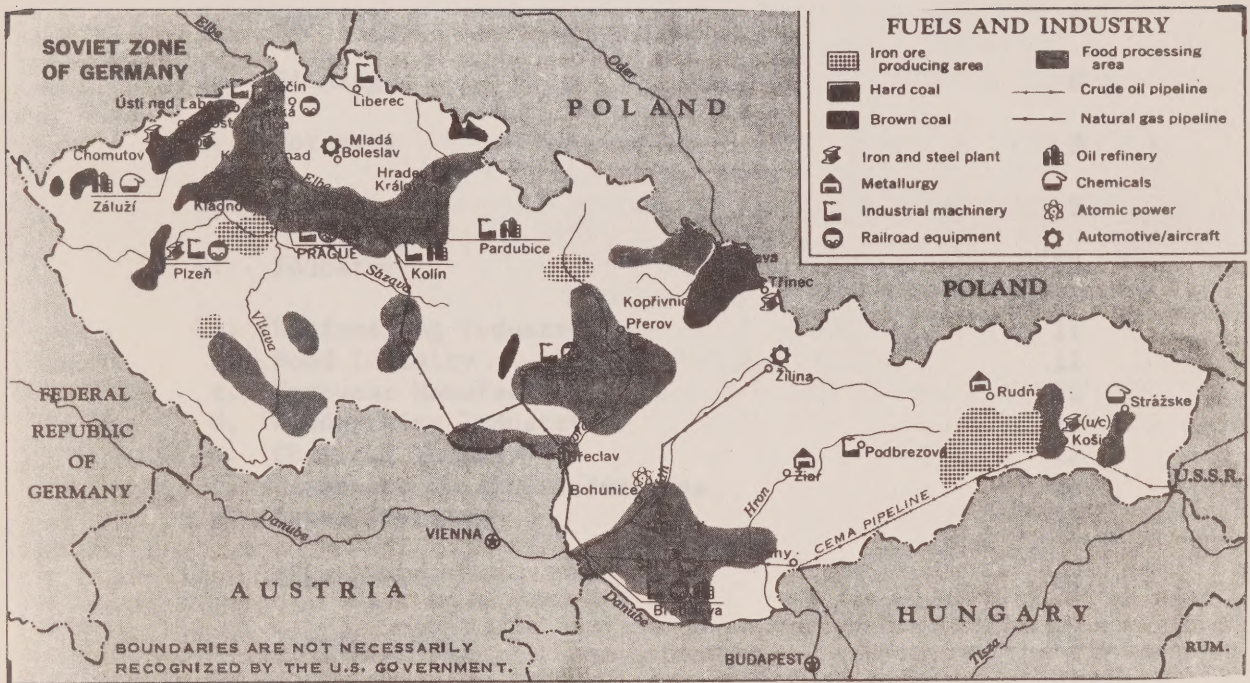 FUELS AND INDUSTRY
Iron ore
producing area
Food processing
area
Hard coal
Crude oil pipeline
Brown coal
Natural gas pipeline
Iron and steel plant
Oil refinery
Metallurgy
Chemicals
Industrial machinery
Atomic power
Railroad equipment
Automotive/aircraft
SOVIET ZONE
OF GERMANY
Elbe
Oder
POLAND
Děčín
Ústí nad Labem
Liberec
Chomutov
Mladá
Boleslav
nad
Hradec
Králové
Elbe
Záluží
Kladno
PRAGUE
Pardubice
Plzeň
Kolín
Sázava
Vltava
Kopřivnice
Třinec
Přerov
POLAND
Žilina
Rudňany
Strážske
(u/c)
Košice
Podbrezová
FEDERAL
REPUBLIC
OF
GERMANY
Břeclav
Bohunice
Žiar
Hron
U.S.S.R.
CEMA PIPELINE
Danube
VIENNA
AUSTRIA
Bratislava
Danube
HUNGARY
Tisza
BUDAPEST
RUM.
BOUNDARIES ARE NOT NECESSARILY
RECOGNIZED BY THE U.S. GOVERNMENT.